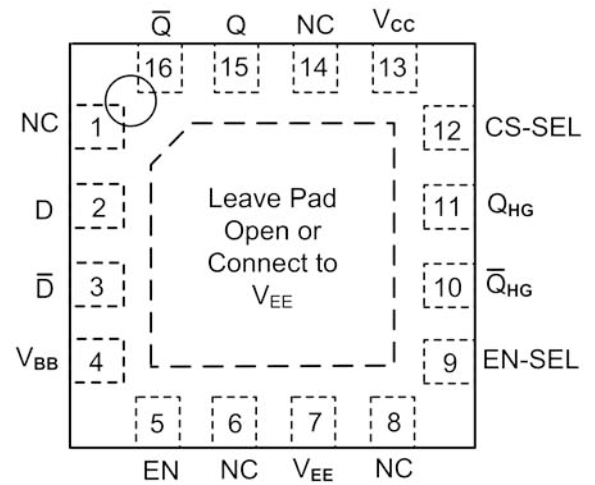 Q̅ Q NC VCC
16 15 14 13
NC 1
12 CS-SEL
D 2
11 QHG
D̅ 3
10 Q̅HG
VBB 4
9 EN-SEL
Leave Pad
Open or
Connect to
VEE
5 6 7 8
EN NC VEE NC